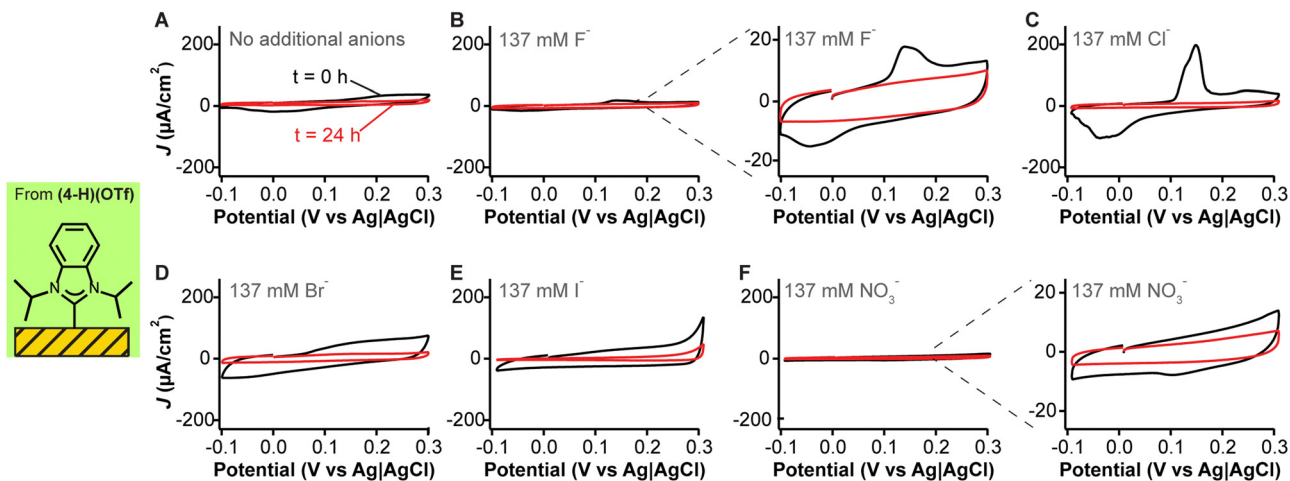 A
No additional anions
t = 0 h
t = 24 h
J (µA/cm²)
200
0
-200
-0.1 0.0 0.1 0.2 0.3
Potential (V vs Ag|AgCl)
B
137 mM F⁻
200
0
-200
-0.1 0.0 0.1 0.2 0.3
Potential (V vs Ag|AgCl)
137 mM F⁻
20
0
-20
-0.1 0.0 0.1 0.2 0.3
Potential (V vs Ag|AgCl)
C
137 mM Cl⁻
200
0
-200
-0.1 0.0 0.1 0.2 0.3
Potential (V vs Ag|AgCl)
From (4-H)(OTf)
N N
D
137 mM Br⁻
J (µA/cm²)
200
0
-200
-0.1 0.0 0.1 0.2 0.3
Potential (V vs Ag|AgCl)
E
137 mM I⁻
200
0
-200
-0.1 0.0 0.1 0.2 0.3
Potential (V vs Ag|AgCl)
F
137 mM NO₃⁻
200
0
-200
-0.1 0.0 0.1 0.2 0.3
Potential (V vs Ag|AgCl)
137 mM NO₃⁻
20
0
-20
-0.1 0.0 0.1 0.2 0.3
Potential (V vs Ag|AgCl)